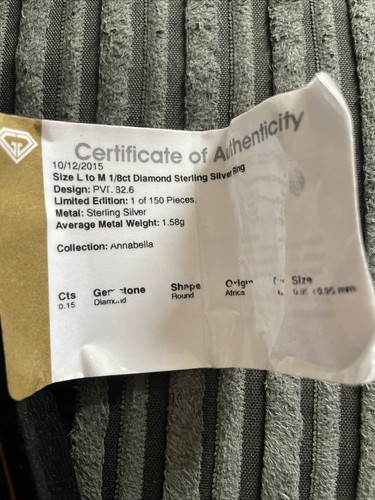 Certificate of Authenticity
10/12/2015
Size L to M 1/8ct Diamond Sterling Silver Ring
Design: 32.6
Limited Edition: 1 of 150 Pieces.
Metal: Sterling Silver
Average Metal Weight: 1.58g
Collection: Annabella
Cts Gemstone Shape Origin Size
0.15 Diamond Round Africa mm